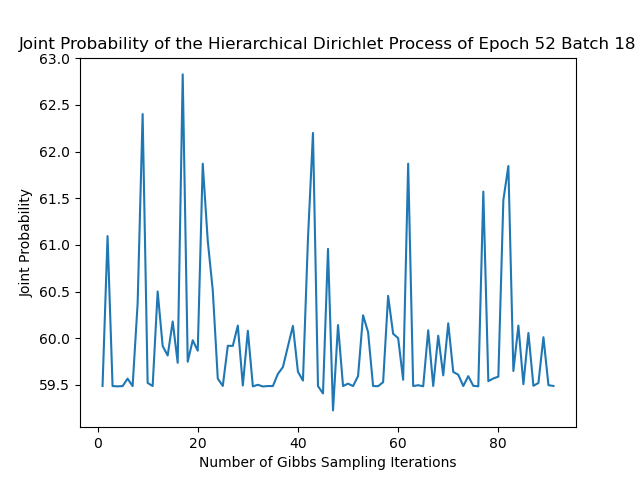 Joint Probability of the Hierarchical Dirichlet Process of Epoch 52 Batch 18
63.0
62.5
62.0
61.5
61.0
60.5
60.0
59.5
Joint Probability
0 20 40 60 80
Number of Gibbs Sampling Iterations